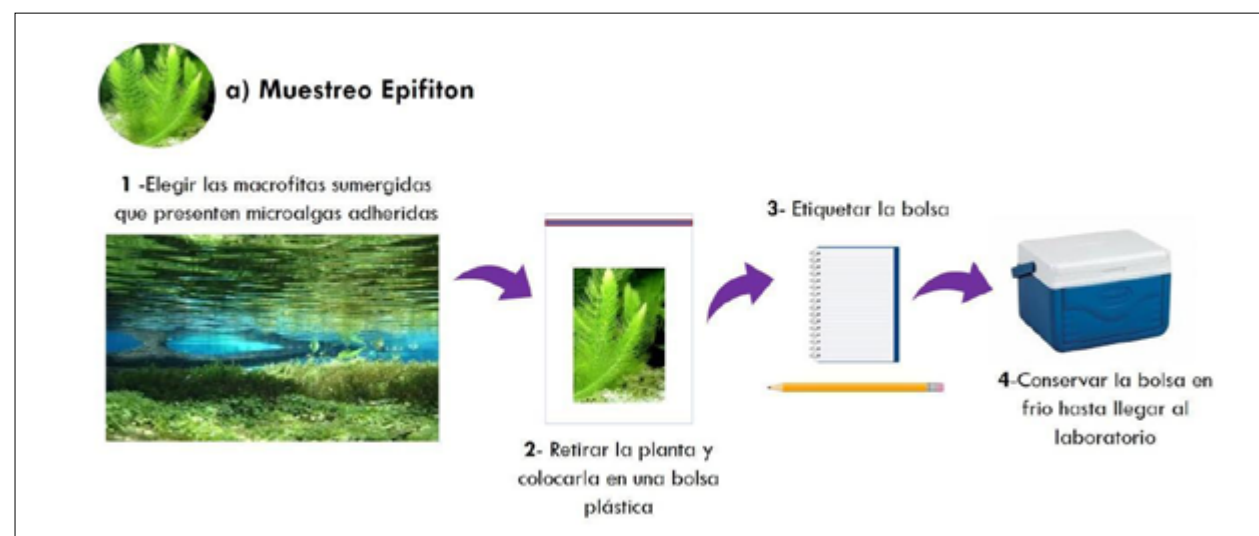 a) Muestreo Epifiton
1 -Elegir las macrofitas sumergidas
que presenten microalgas adheridas
2- Retirar la planta y
colocarla en una bolsa
plástica
3- Etiquetar la bolsa
4-Conservar la bolsa en
frio hasta llegar al
laboratorio